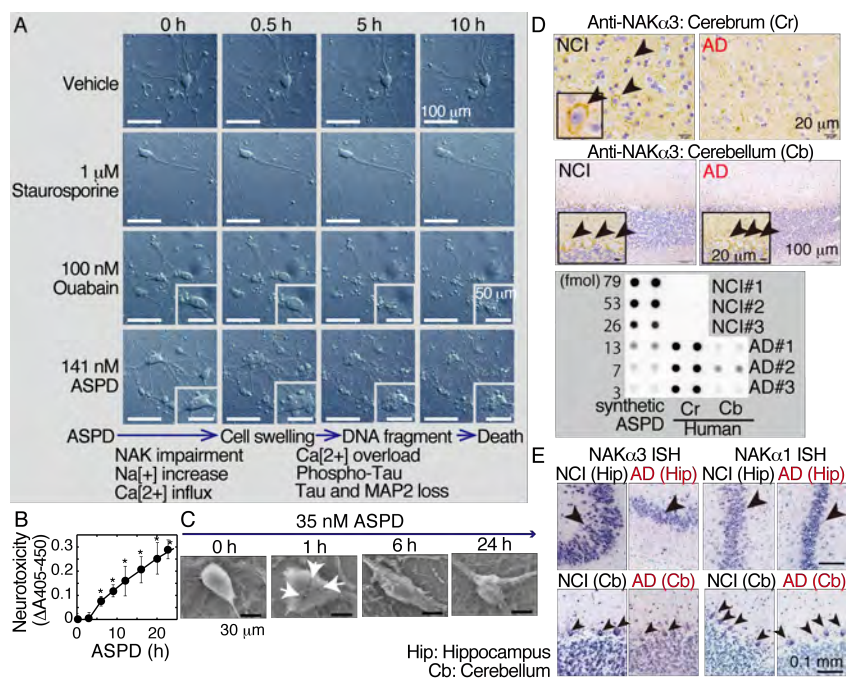 A
0 h 0.5 h 5 h 10 h
Vehicle
100 μm
1 μM
Staurosporine
100 nM
Ouabain
50 μm
141 nM
ASPD
ASPD Cell swelling DNA fragment Death
NAK impairment
Na[+] increase
Ca[2+] influx
Ca[2+] overload
Phospho-Tau
Tau and MAP2 loss
B
Neurotoxicity
(ΔA405-450)
0.3
0.2
0.1
0
0 10 20
ASPD (h)
* * * * * *
C
35 nM ASPD
0 h 1 h 6 h 24 h
30 μm
Hip: Hippocampus
Cb: Cerebellum
D
Anti-NAKα3: Cerebrum (Cr)
NCI AD
20 μm
Anti-NAKα3: Cerebellum (Cb)
NCI AD
20 μm 100 μm
(fmol) 79 NCI#1
53 NCI#2
26 NCI#3
13 AD#1
7 AD#2
3 AD#3
synthetic Cr Cb
ASPD Human
E
NAKα3 ISH NAKα1 ISH
NCI (Hip) AD (Hip) NCI (Hip) AD (Hip)
NCI (Cb) AD (Cb) NCI (Cb) AD (Cb)
0.1 mm